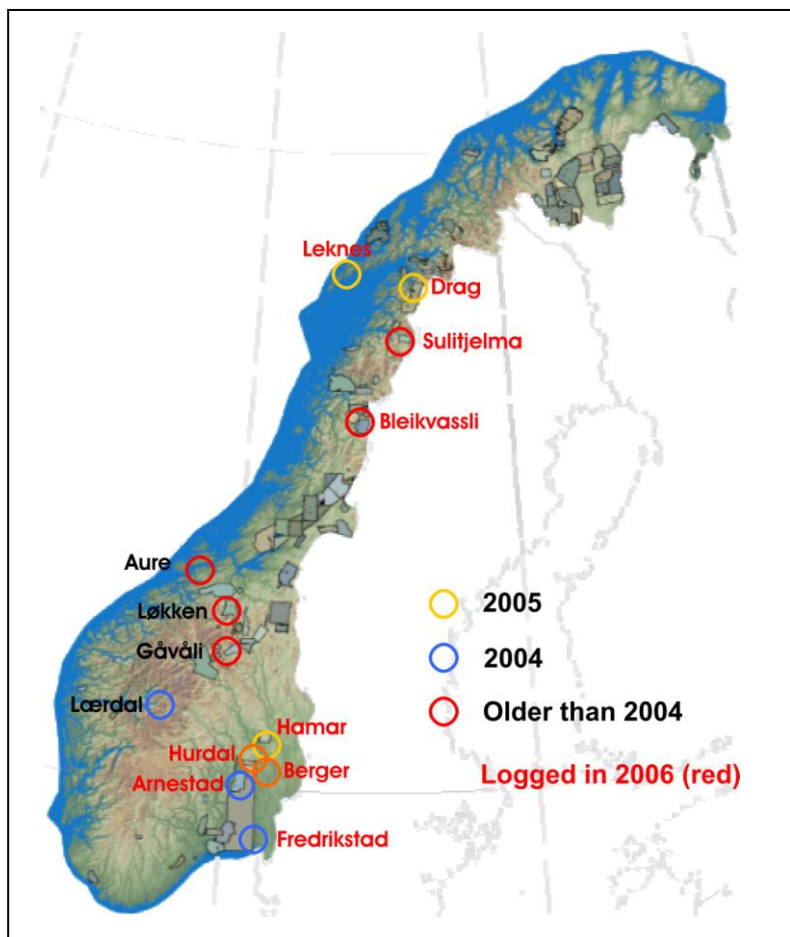 Leknes
Drag
Sulitjelma
Bleikvassli
Aure
Løkken
Gåvåli
Lærdal
Hamar
Hurdal
Berger
Arnestad
Fredrikstad
2005
2004
Older than 2004
Logged in 2006 (red)